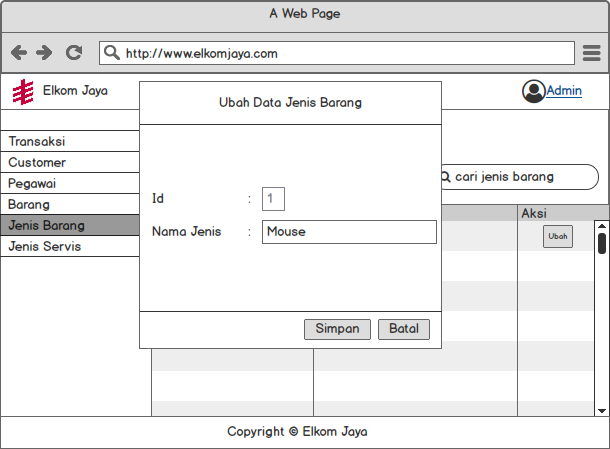 A Web Page
http://www.elkomjaya.com
Elkom Jaya
Admin
Ubah Data Jenis Barang
Transaksi
Customer
Pegawai
Barang
Jenis Barang
Jenis Servis
cari jenis barang
Id : 1
Nama Jenis : Mouse
Aksi
Ubah
Simpan Batal
Copyright © Elkom Jaya